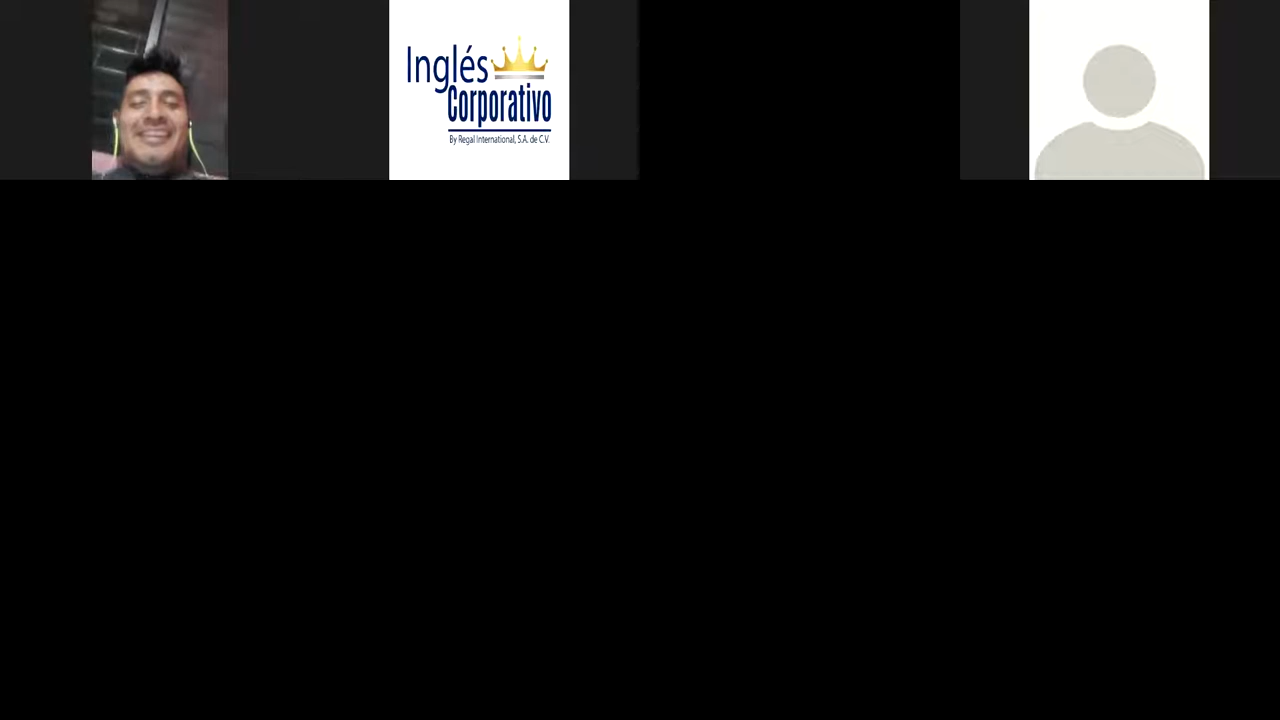 Inglés
Corporativo
By Regal International, S.A. de C.V.